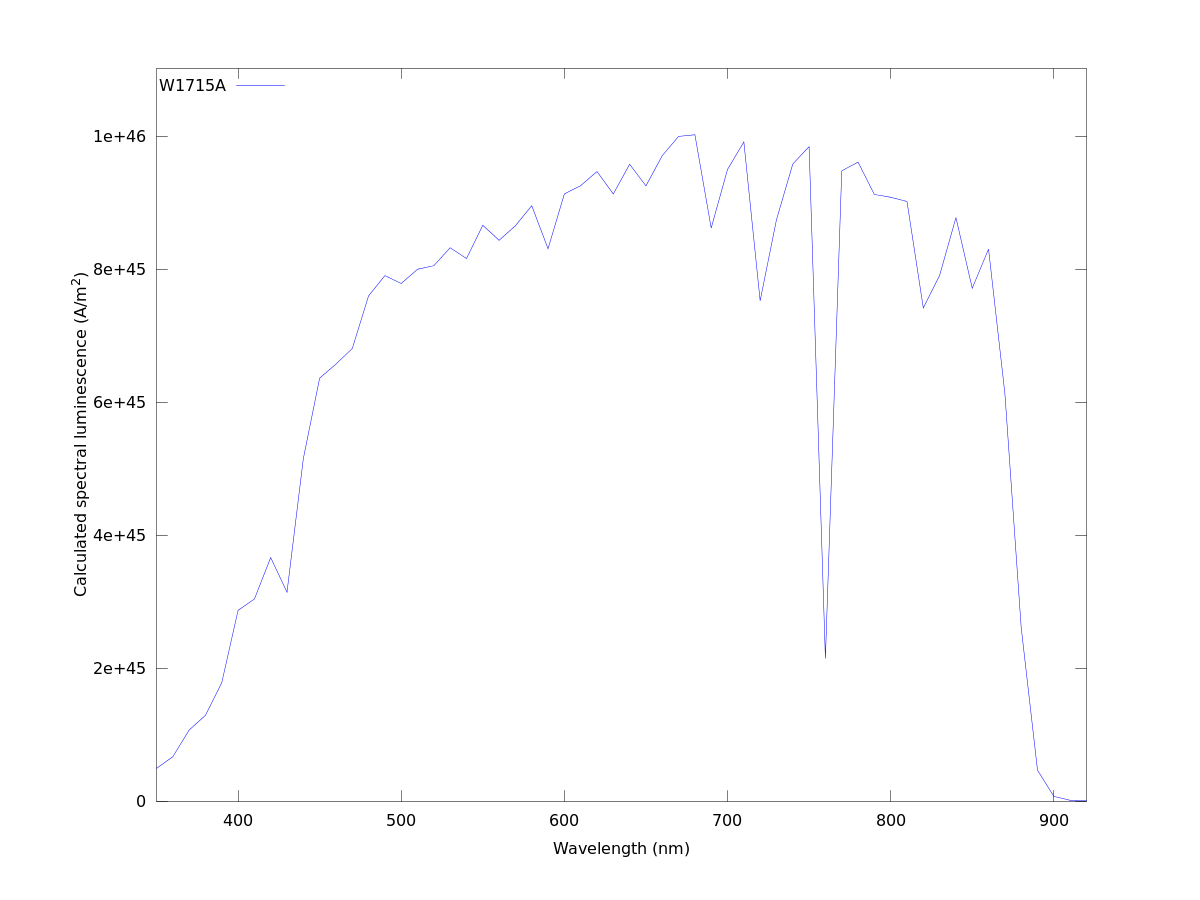 W1715A
1e+46
8e+45
6e+45
4e+45
2e+45
0
Calculated spectral luminescence (A/m²)
400 500 600 700 800 900
Wavelength (nm)